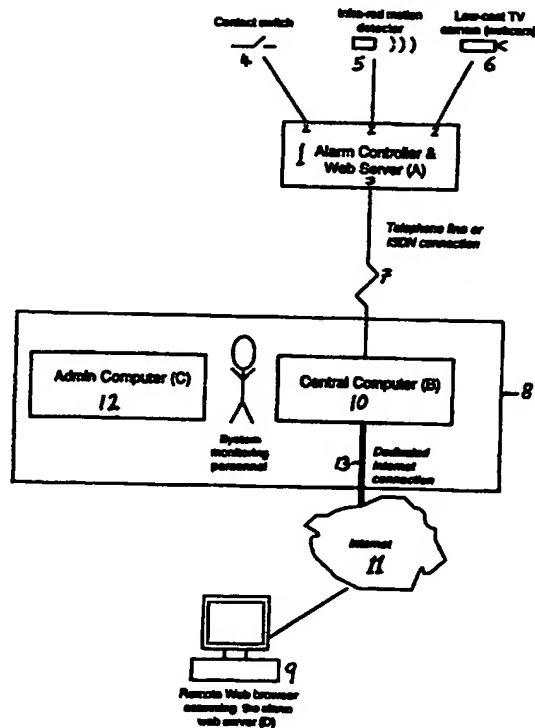 Contact switch
4
Infra-red motion
detector
5
Low-cost TV
camera (webcam)
6
2 2 2
1 Alarm Controller &
Web Server (A)
3
Telephone line or
ISDN connection
7
8
Admin Computer (C)
12
System
monitoring
personnel
Central Computer (B)
10
13
Dedicated
Internet
connection
Internet
11
9
Remote Web browser
accessing the alarm
web server (D)